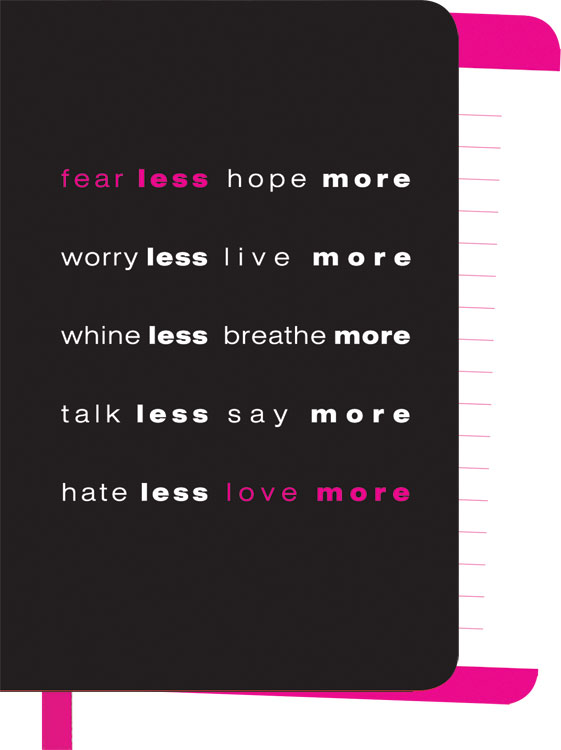 fear less hope more
worry less live more
whine less breathe more
talk less say more
hate less love more